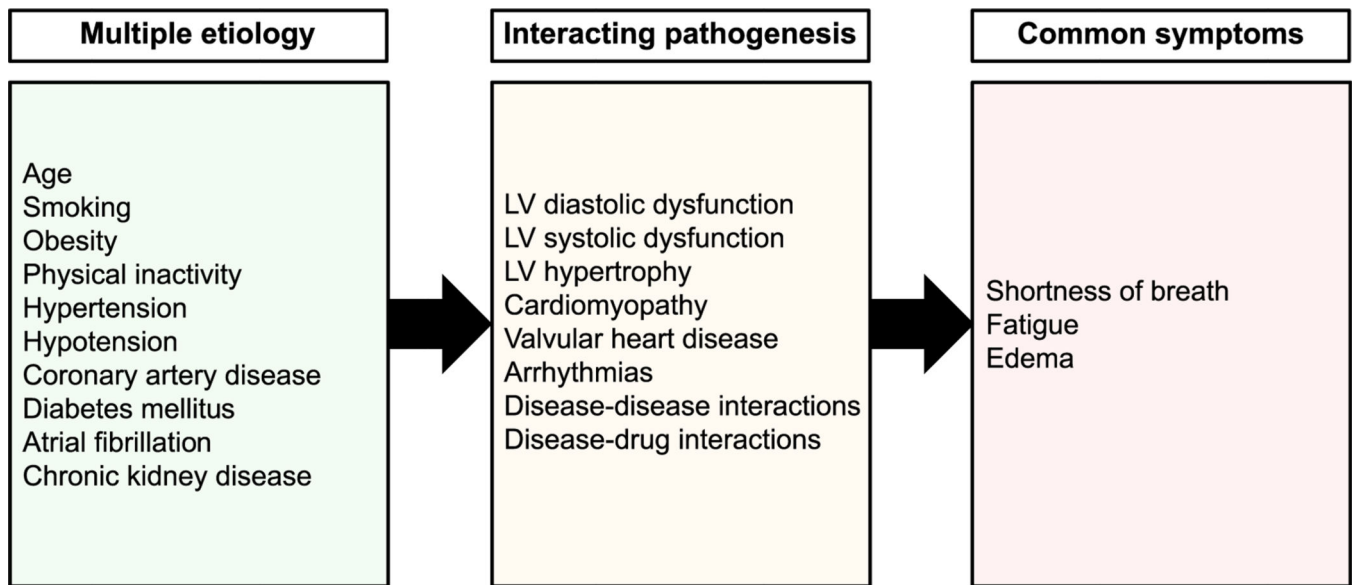 Multiple etiology
Age
Smoking
Obesity
Physical inactivity
Hypertension
Hypotension
Coronary artery disease
Diabetes mellitus
Atrial fibrillation
Chronic kidney disease
Interacting pathogenesis
LV diastolic dysfunction
LV systolic dysfunction
LV hypertrophy
Cardiomyopathy
Valvular heart disease
Arrhythmias
Disease-disease interactions
Disease-drug interactions
Common symptoms
Shortness of breath
Fatigue
Edema